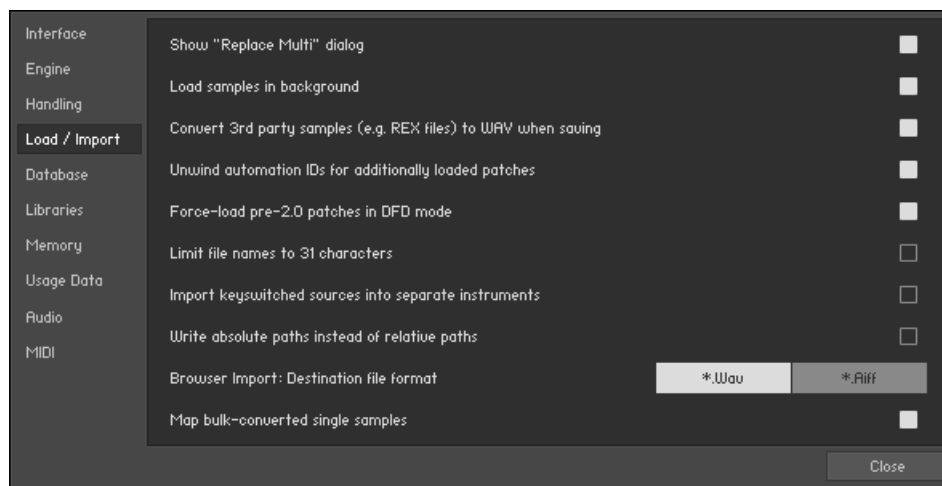 Interface
Engine
Handling
Load / Import
Database
Libraries
Memory
Usage Data
Audio
MIDI
Show "Replace Multi" dialog
Load samples in background
Convert 3rd party samples (e.g. REX files) to WAV when saving
Unwind automation IDs for additionally loaded patches
Force-load pre-2.0 patches in DFD mode
Limit file names to 31 characters
Import keyswitched sources into separate instruments
Write absolute paths instead of relative paths
Browser Import: Destination file format
*.Wav
*.Aiff
Map bulk-converted single samples
Close